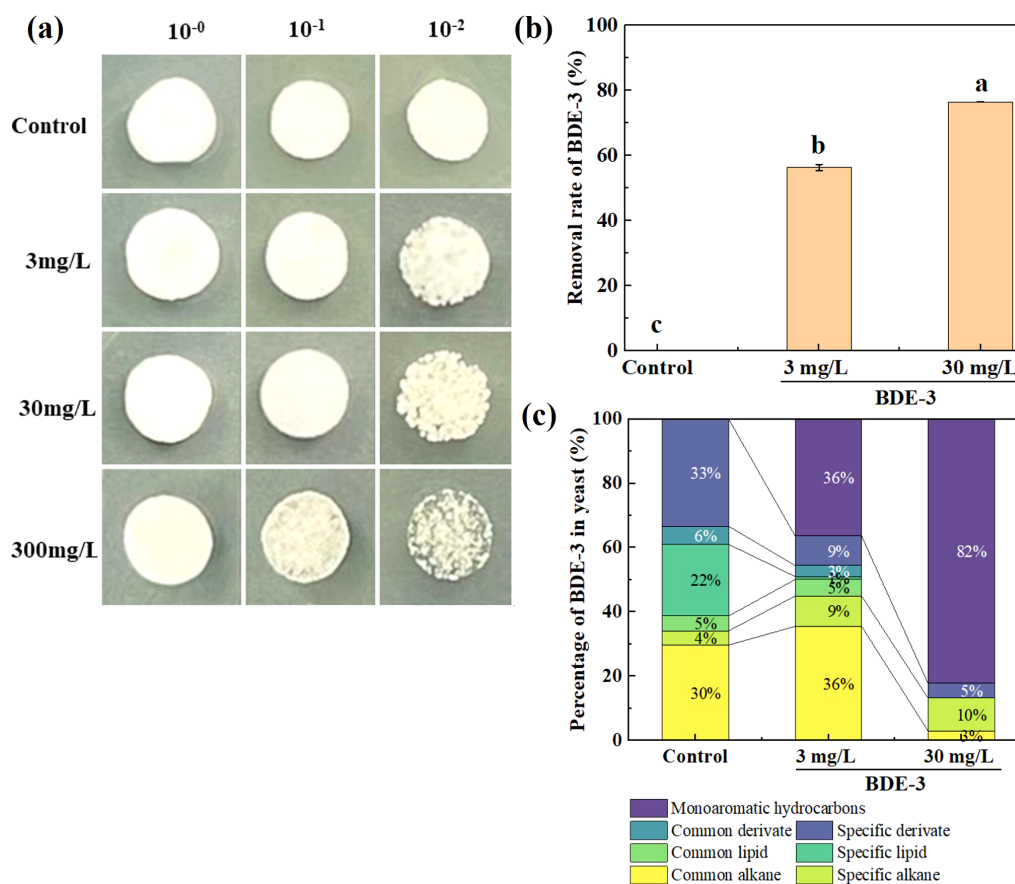 (a)
10⁻⁰ 10⁻¹ 10⁻²
Control
3mg/L
30mg/L
300mg/L
(b)
Removal rate of BDE-3 (%)
100
80
60
40
20
0
c
b
a
Control 3 mg/L 30 mg/L
BDE-3
(c)
Percentage of BDE-3 in yeast (%)
100
80
60
40
20
0
33%
6%
22%
5%
4%
30%
36%
9%
3%
1%
5%
9%
36%
82%
5%
10%
3%
Control 3 mg/L 30 mg/L
BDE-3
Monoaromatic hydrocarbons
Common derivate Specific derivate
Common lipid Specific lipid
Common alkane Specific alkane